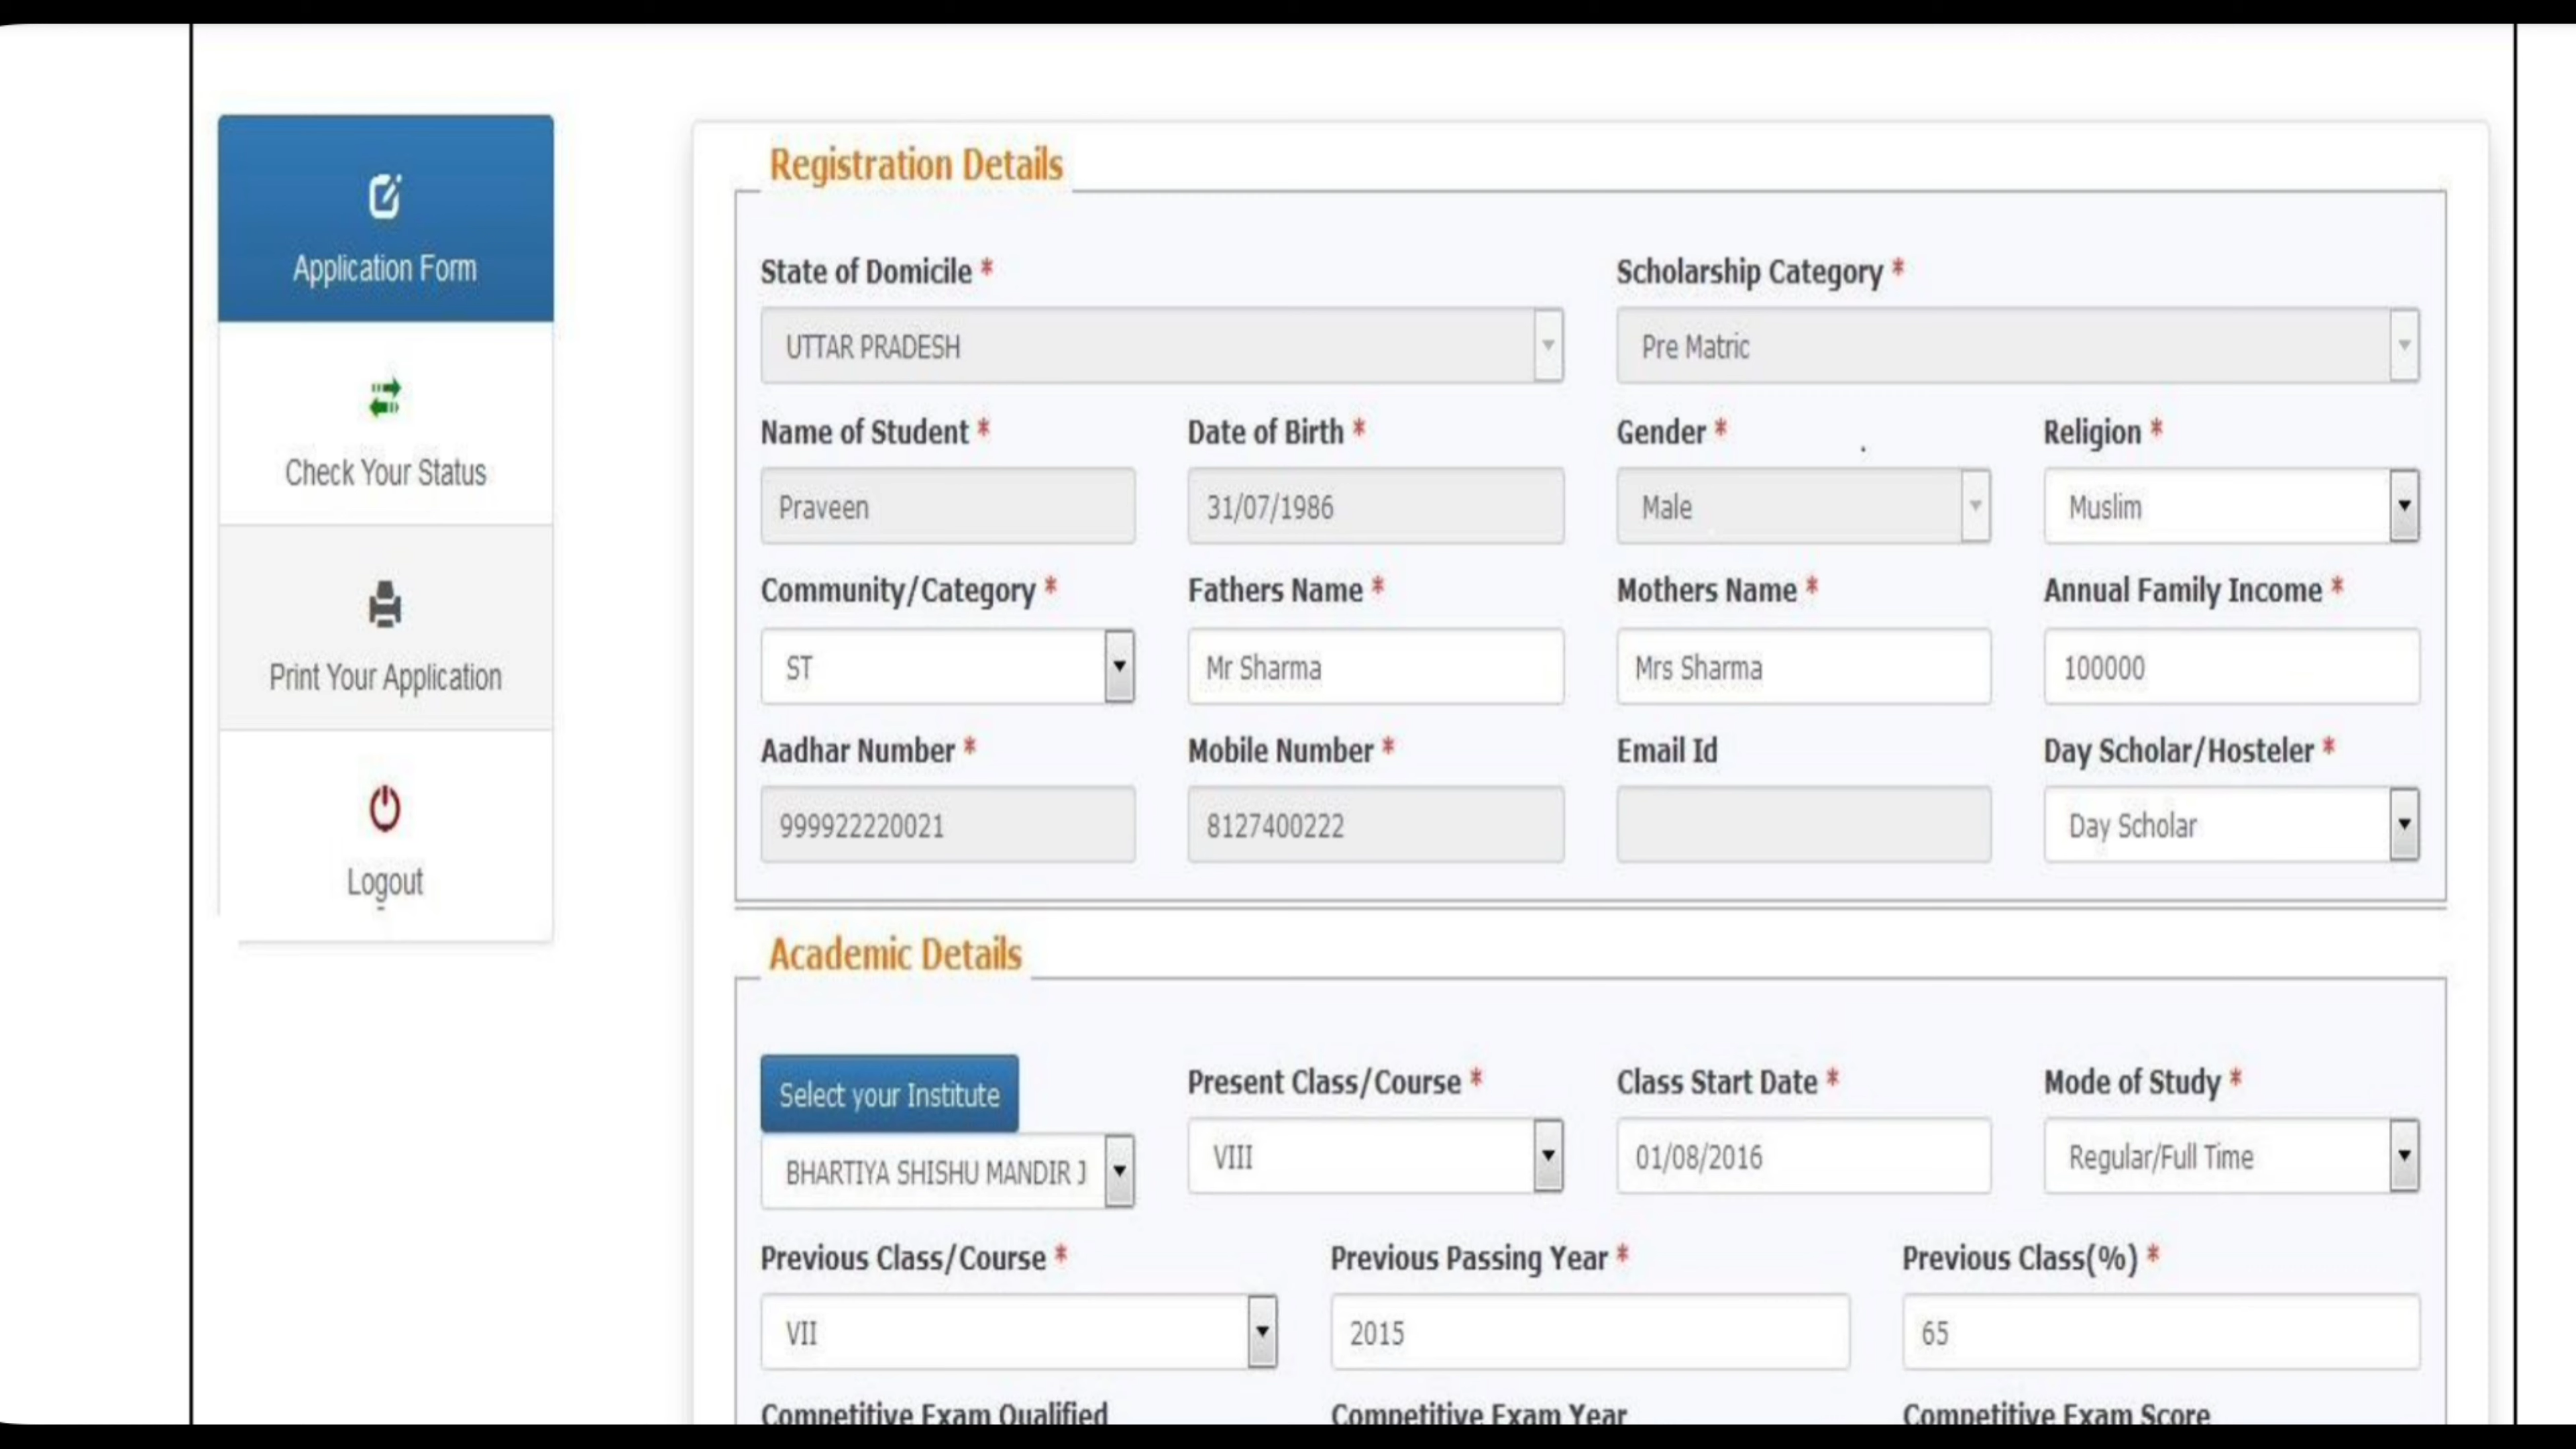 Application Form
Check Your Status
Print Your Application
Logout
Registration Details
State of Domicile * Scholarship Category *
UTTAR PRADESH Pre Matric
Name of Student * Date of Birth * Gender * Religion *
Praveen 31/07/1986 Male Muslim
Community/Category * Fathers Name * Mothers Name * Annual Family Income *
ST Mr Sharma Mrs Sharma 100000
Aadhar Number * Mobile Number * Email Id Day Scholar/Hosteler *
999922220021 8127400222 Day Scholar
Academic Details
Select your Institute Present Class/Course * Class Start Date * Mode of Study *
BHARTIYA SHISHU MANDIR J VIII 01/08/2016 Regular/Full Time
Previous Class/Course * Previous Passing Year * Previous Class(%) *
VII 2015 65
Competitive Exam Qualified Competitive Exam Year Competitive Exam Score